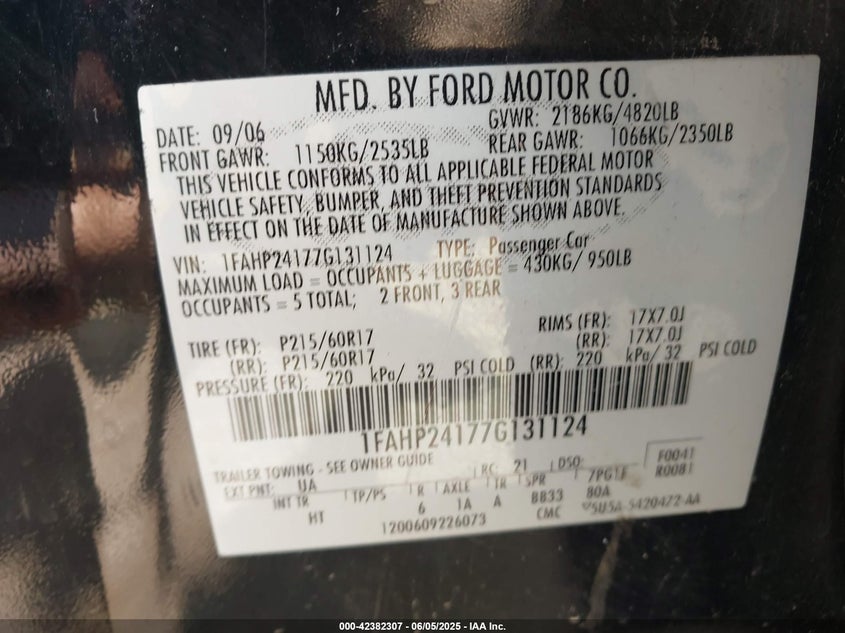 MFD. BY FORD MOTOR CO.
DATE: 09/06 GVWR: 2186KG/4820LB
FRONT GAWR: 1150KG/2535LB REAR GAWR: 1066KG/2350LB
THIS VEHICLE CONFORMS TO ALL APPLICABLE FEDERAL MOTOR
VEHICLE SAFETY, BUMPER, AND THEFT PREVENTION STANDARDS
IN EFFECT ON THE DATE OF MANUFACTURE SHOWN ABOVE.
VIN: 1FAHP24177G131124 TYPE: Passenger Car
MAXIMUM LOAD = OCCUPANTS + LUGGAGE = 430KG/ 950LB
OCCUPANTS = 5 TOTAL; 2 FRONT, 3 REAR
TIRE (FR): P215/60R17 RIMS (FR): 17X7.0J
(RR): P215/60R17 (RR): 17X7.0J
PRESSURE (FR): 220 kPa/ 32 PSI COLD (RR): 220 kPa/ 32 PSI COLD
1FAHP24177G131124
TRAILER TOWING - SEE OWNER GUIDE RC: 21 DSO: F0041
EXT PNT: UA R0081
INT TR TP/PS R AXLE TR SPR 7PG1F
HT 6 1A A BB33 80A
1200609226073 CMC 5U5A-5420472-AA
000-42382307 - 06/05/2025 - IAA Inc.